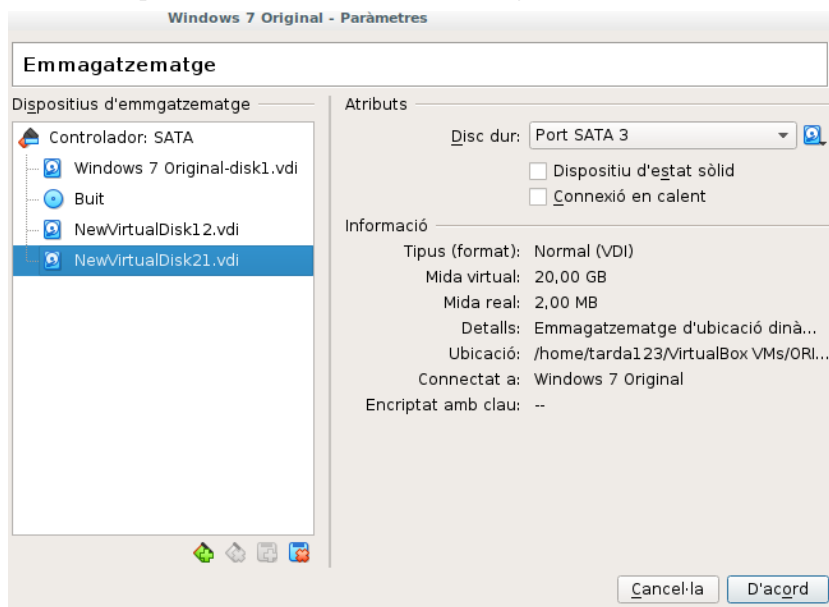 Windows 7 Original - Paràmetres
Emmagatzematge
Dispositius d'emmgatzematge
Controlador: SATA
Windows 7 Original-disk1.vdi
Buit
NewVirtualDisk12.vdi
NewVirtualDisk21.vdi
Atributs
Disc dur: Port SATA 3
Dispositiu d'estat sòlid
Connexió en calent
Informació
Tipus (format): Normal (VDI)
Mida virtual: 20,00 GB
Mida real: 2,00 MB
Detalls: Emmagatzematge d'ubicació dinà...
Ubicació: /home/tarda123/VirtualBox VMs/ORI...
Connectat a: Windows 7 Original
Encriptat amb clau: --
Cancel·la D'acord